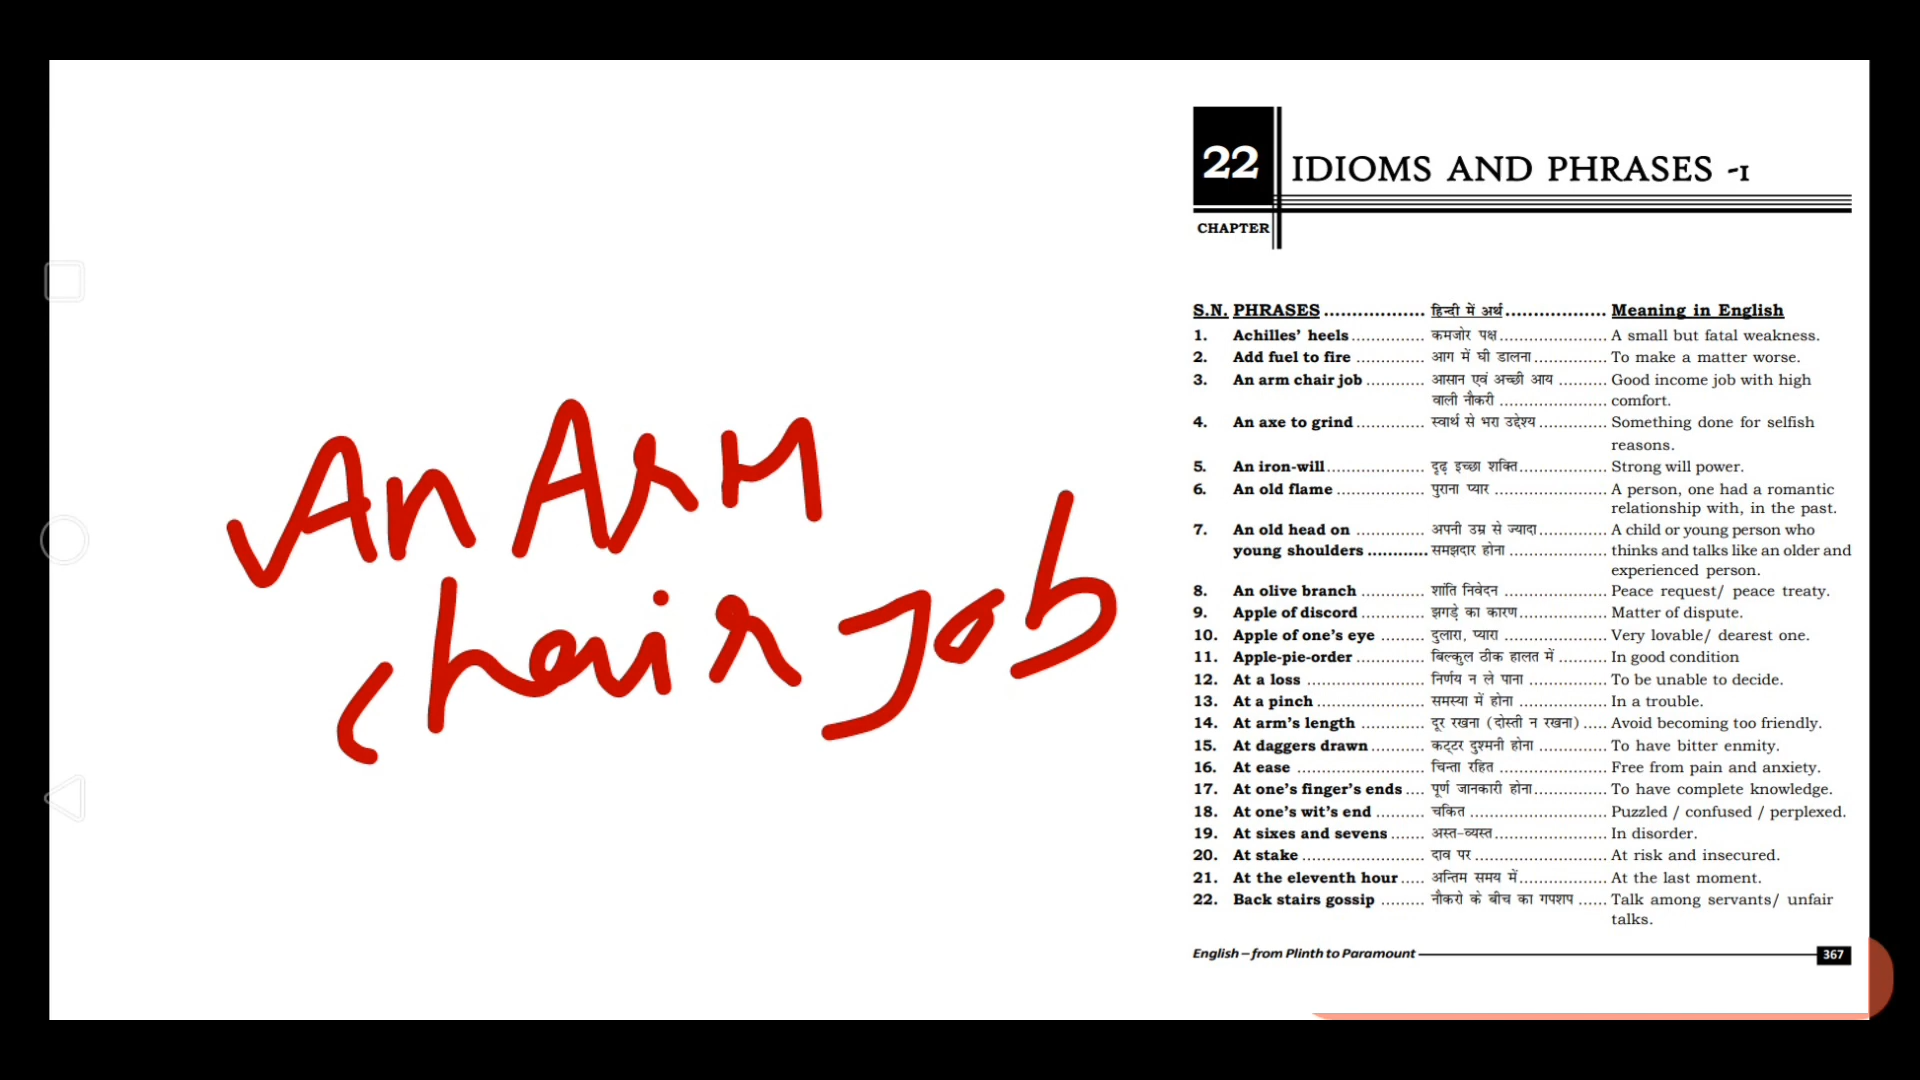 An Arm
chair Job
22
IDIOMS AND PHRASES -I
CHAPTER
S.N. PHRASES .................. हिन्दी में अर्थ .................. Meaning in English
1. Achilles' heels ............. कमजोर पक्ष ...................... A small but fatal weakness.
2. Add fuel to fire ............ आग में घी डालना ............... To make a matter worse.
3. An arm chair job ............ आसान एवं अच्छी आय .......... Good income job with high
वाली नौकरी ...................... comfort.
4. An axe to grind ............. स्वार्थ से भरा उद्देश्य .............. Something done for selfish
reasons.
5. An iron-will .................... दृढ़ इच्छा शक्ति .................. Strong will power.
6. An old flame .................. पुराना प्यार ....................... A person, one had a romantic
relationship with, in the past.
7. An old head on .............. अपनी उम्र से ज्यादा .............. A child or young person who
young shoulders ............ समझदार होना .................... thinks and talks like an older and
experienced person.
8. An olive branch ............. शांति निवेदन ..................... Peace request/ peace treaty.
9. Apple of discord ............. झगड़े का कारण .................. Matter of dispute.
10. Apple of one's eye ......... दुलारा, प्यारा ..................... Very lovable/ dearest one.
11. Apple-pie-order .............. बिल्कुल ठीक हालत में .......... In good condition
12. At a loss ........................ निर्णय न ले पाना ................ To be unable to decide.
13. At a pinch ...................... समस्या में होना .................. In a trouble.
14. At arm's length ............. दूर रखना (दोस्ती न रखना) ..... Avoid becoming too friendly.
15. At daggers drawn ........... कट्टर दुश्मनी होना .............. To have bitter enmity.
16. At ease .......................... चिन्ता रहित ...................... Free from pain and anxiety.
17. At one's finger's ends .... पूर्ण जानकारी होना ............... To have complete knowledge.
18. At one's wit's end .......... चकित ............................ Puzzled / confused / perplexed.
19. At sixes and sevens ....... अस्त-व्यस्त ....................... In disorder.
20. At stake ......................... दाव पर ........................... At risk and insecured.
21. At the eleventh hour ..... अन्तिम समय में .................. At the last moment.
22. Back stairs gossip ......... नौकरो के बीच का गपशप ...... Talk among servants/ unfair
talks.
English – from Plinth to Paramount
367